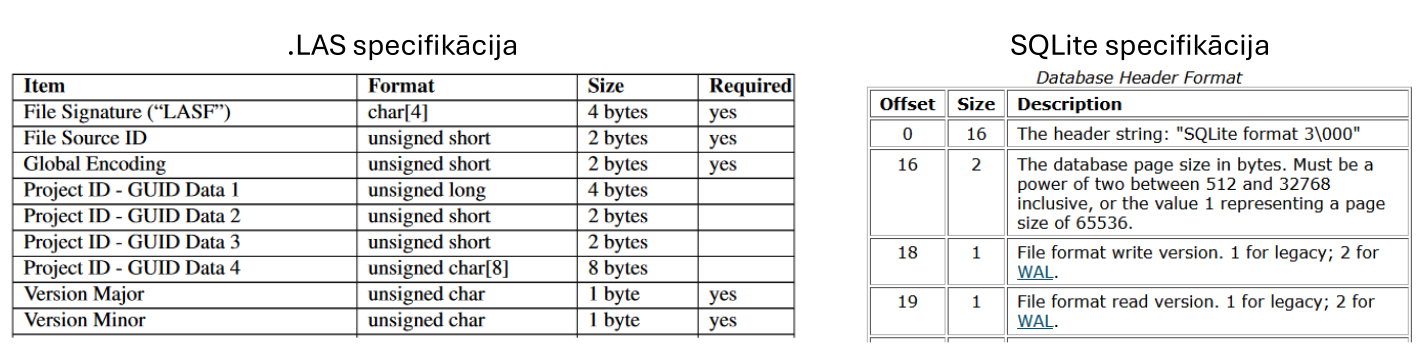 .LAS specifikācija
Item Format Size Required
File Signature (“LASF”) char[4] 4 bytes yes
File Source ID unsigned short 2 bytes yes
Global Encoding unsigned short 2 bytes yes
Project ID - GUID Data 1 unsigned long 4 bytes
Project ID - GUID Data 2 unsigned short 2 bytes
Project ID - GUID Data 3 unsigned short 2 bytes
Project ID - GUID Data 4 unsigned char[8] 8 bytes
Version Major unsigned char 1 byte yes
Version Minor unsigned char 1 byte yes
SQLite specifikācija
Database Header Format
Offset Size Description
0 16 The header string: "SQLite format 3\000"
16 2 The database page size in bytes. Must be a
power of two between 512 and 32768
inclusive, or the value 1 representing a page
size of 65536.
18 1 File format write version. 1 for legacy; 2 for
WAL.
19 1 File format read version. 1 for legacy; 2 for
WAL.